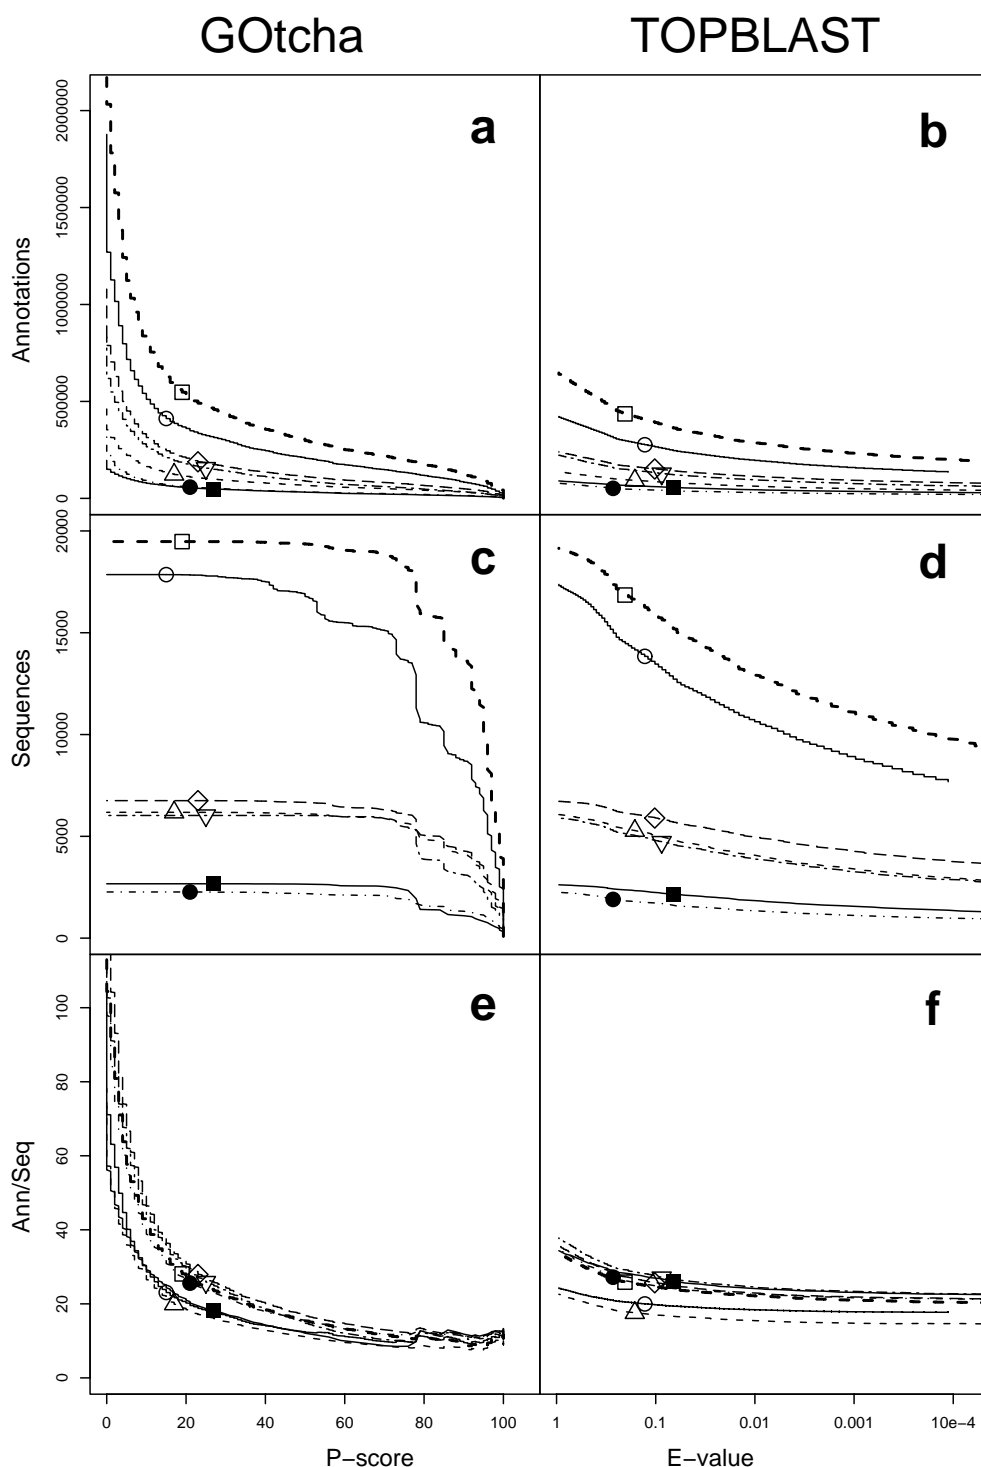 GOtcha TOPBLAST
a b
Annotations
0 500000 1000000 1500000 2000000
c d
Sequences
0 5000 10000 15000 20000
e f
Ann/Seq
0 20 40 60 80 100
0 20 40 60 80 100 1 0.1 0.01 0.001 10e−4
P−score E−value